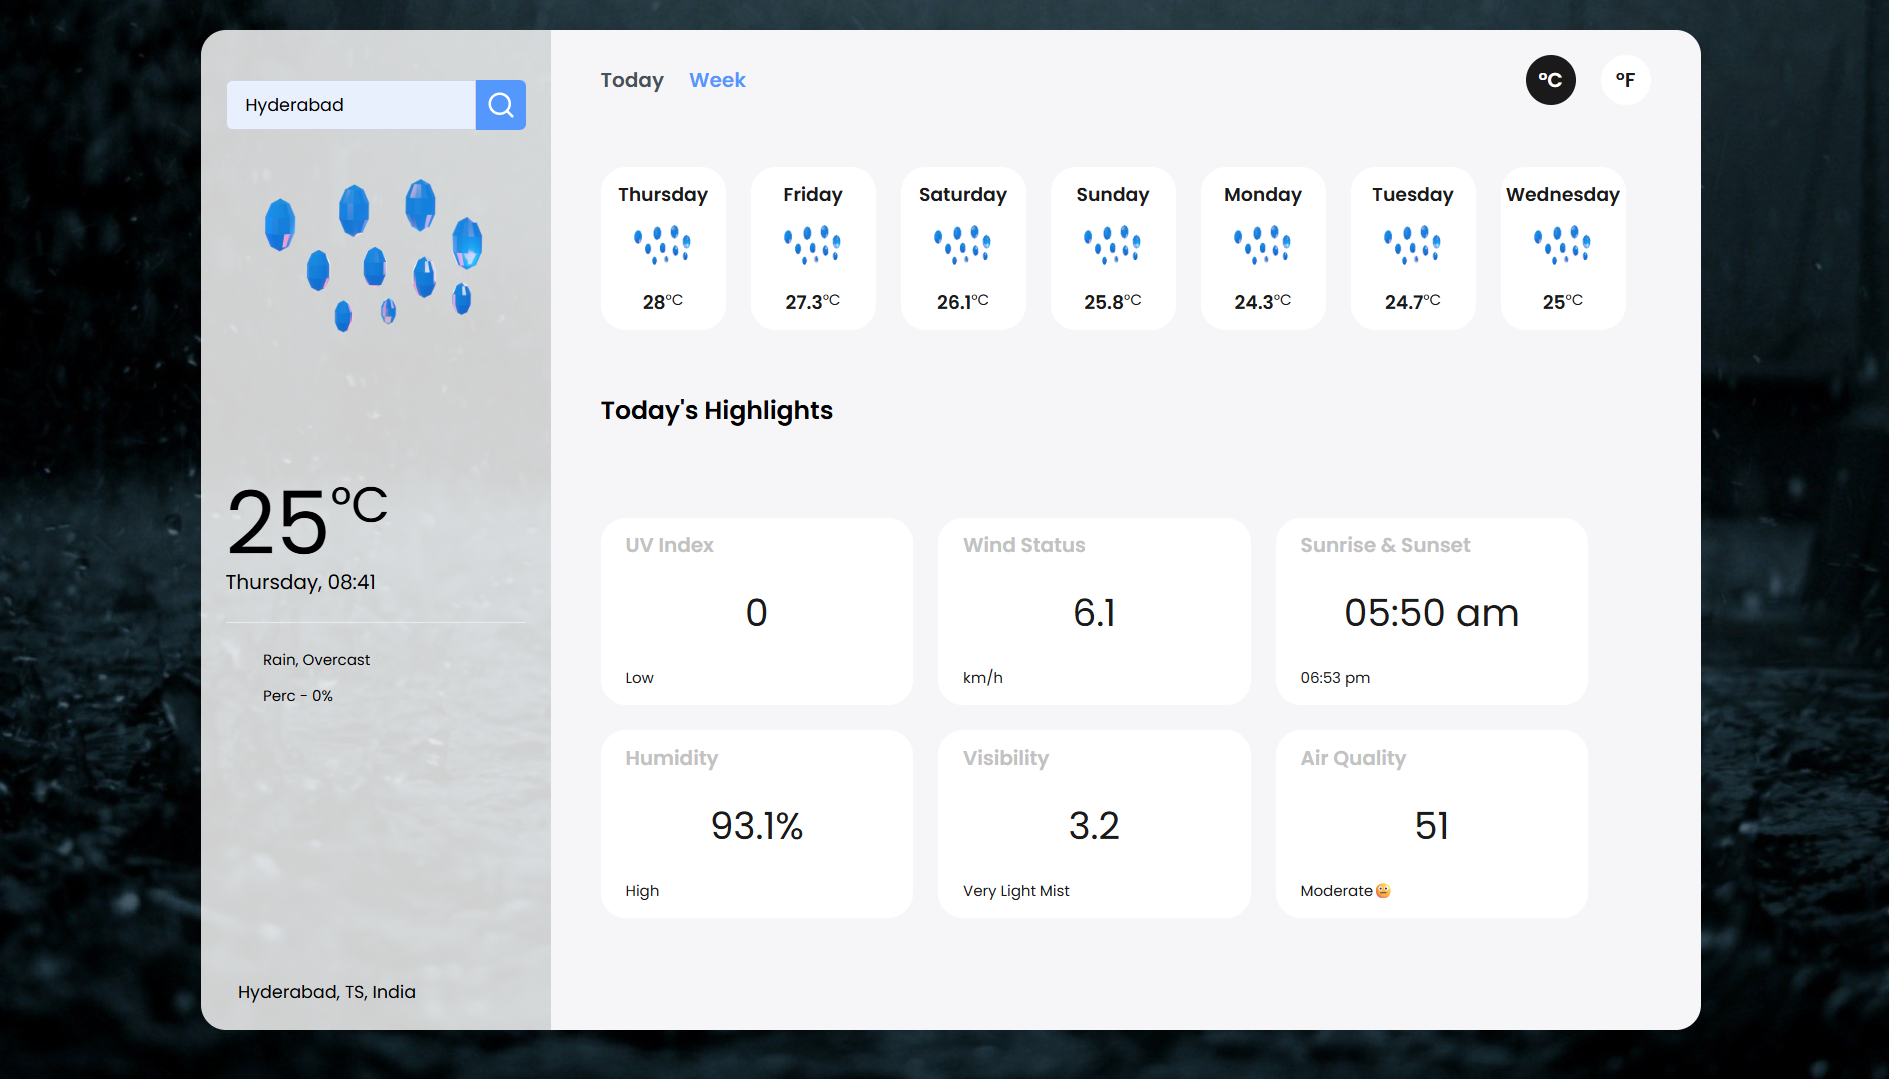 Hyderabad
25°C
Thursday, 08:41
Rain, Overcast
Perc - 0%
Hyderabad, TS, India
Today Week
°C °F
Thursday Friday Saturday Sunday Monday Tuesday Wednesday
28°C 27.3°C 26.1°C 25.8°C 24.3°C 24.7°C 25°C
Today's Highlights
UV Index
0
Low
Wind Status
6.1
km/h
Sunrise & Sunset
05:50 am
06:53 pm
Humidity
93.1%
High
Visibility
3.2
Very Light Mist
Air Quality
51
Moderate😐